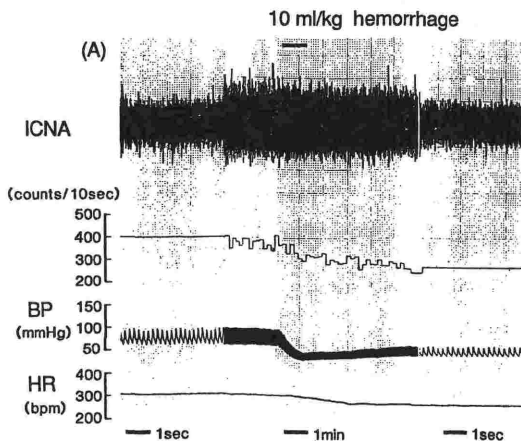 10 ml/kg hemorrhage
(A)
ICNA
(counts/10sec)
500
400
300
200
BP
(mmHg)
150
100
50
HR
(bpm)
400
300
200
1sec
1min
1sec